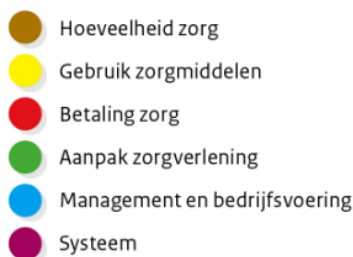 Hoeveelheid zorg
Gebruik zorgmiddelen
Betaling zorg
Aanpak zorgverlening
Management en bedrijfsvoering
Systeem